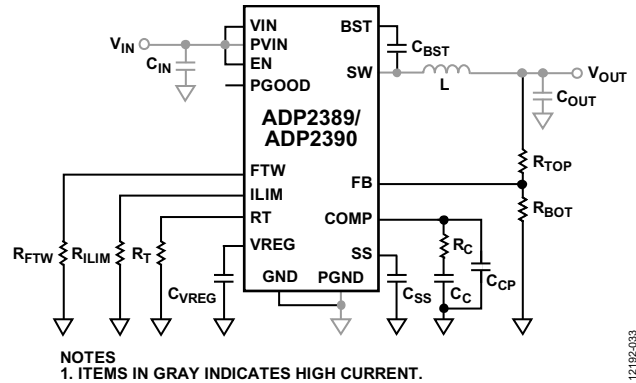 VIN
BST
VIN
PVIN
CBST
CIN
EN
SW
VOUT
L
PGOOD
COUT
ADP2389/
ADP2390
RTOP
FTW
FB
ILIM
RBOT
RT
COMP
RFTW
RILIM
RT
VREG
SS
RC
CCP
CVREG
GND
PGND
CSS
CC
NOTES
1. ITEMS IN GRAY INDICATES HIGH CURRENT.
12192-033